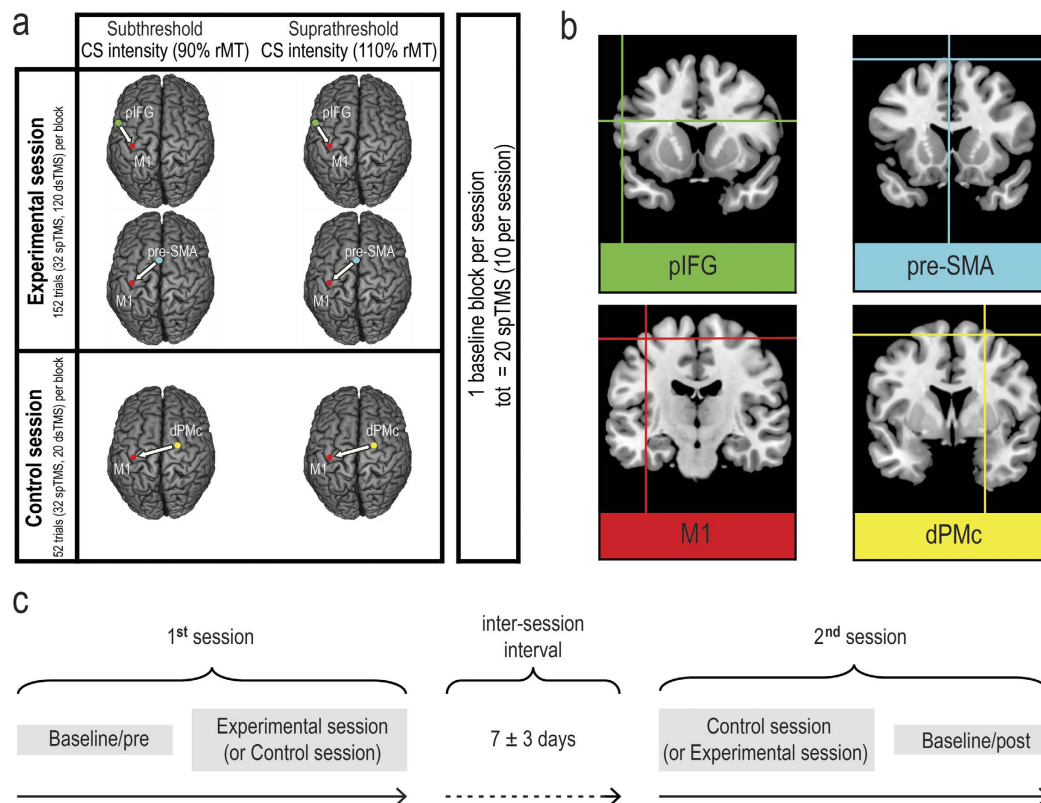 a
Subthreshold
CS intensity (90% rMT)
Suprathreshold
CS intensity (110% rMT)
Experimental session
152 trials (32 spTMS, 120 dsTMS) per block
pIFG
M1
pIFG
M1
pre-SMA
M1
pre-SMA
M1
Control session
52 trials (32 spTMS, 20 dsTMS) per block
dPMc
M1
dPMc
M1
1 baseline block per session
tot = 20 spTMS (10 per session)
b
pIFG
pre-SMA
M1
dPMc
c
1st session
inter-session
interval
2nd session
Baseline/pre
Experimental session
(or Control session)
7 ± 3 days
Control session
(or Experimental session)
Baseline/post